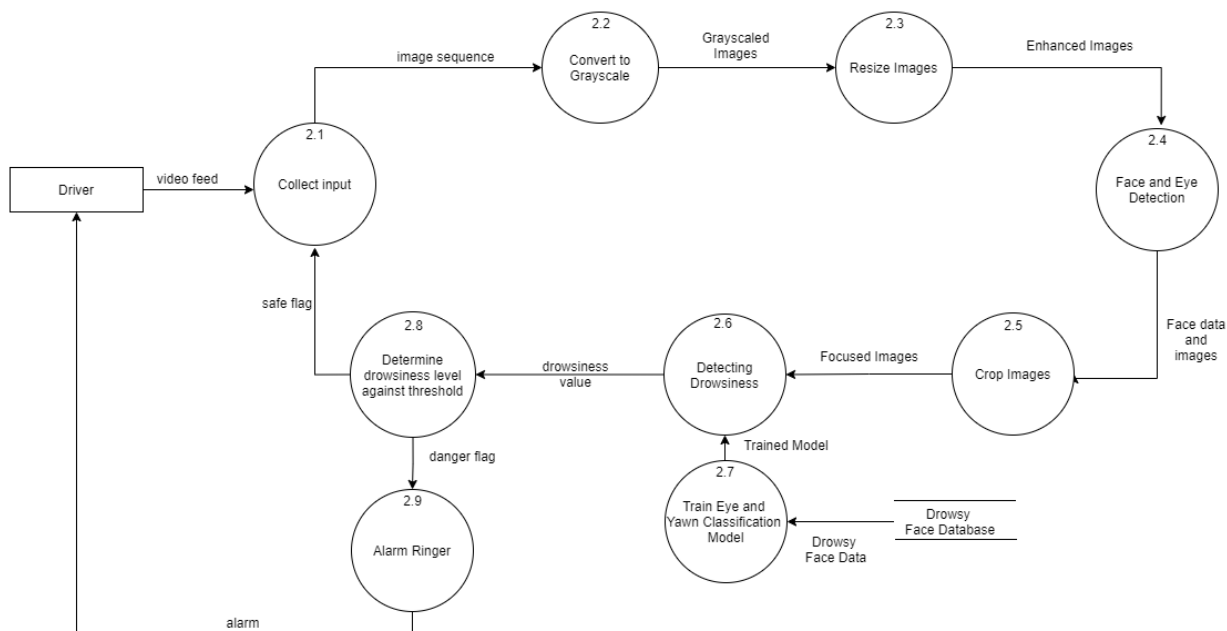 2.2
Convert to
Grayscale
2.3
Resize Images
image sequence
Grayscaled
Images
Enhanced Images
2.1
Collect input
2.4
Face and Eye
Detection
Driver
video feed
safe flag
2.8
Determine
drowsiness level
against threshold
drowsiness
value
2.6
Detecting
Drowsiness
Focused Images
2.5
Crop Images
Face data
and
images
danger flag
Trained Model
2.9
Alarm Ringer
2.7
Train Eye and
Yawn Classification
Model
Drowsy
Face Data
Drowsy
Face Database
alarm